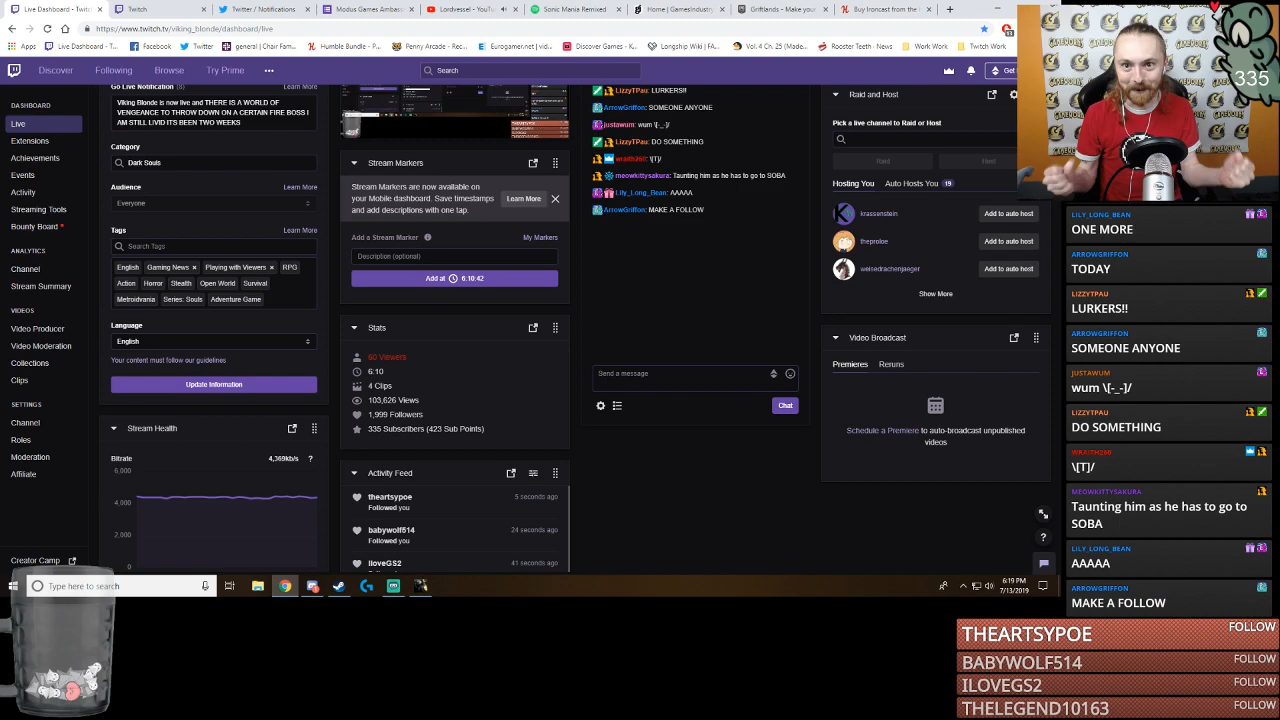 Live Dashboard - Twitc
Twitch
Twitter / Notifications
Modus Games Ambass
Lordvessel - YouTu
Sonic Mania Remixed
Home | GamesIndustry
Griftlands - Make your
Buy Ironcast from the H
https://www.twitch.tv/viking_blonde/dashboard/live
Apps
Live Dashboard - T
Facebook
Twitter
general | Chair Fam
Humble Bundle - P
Penny Arcade - Rec
Eurogamer.net
Discover Games
Longship Wiki | FA
Vol. 4 Ch. 25 (Made
Rooster Teeth - New
Work Work
Twitch Work
Discover
Following
Browse
Try Prime
Search
335
DASHBOARD
Live
Extensions
Achievements
Events
Activity
Streaming Tools
Bounty Board
ANALYTICS
Channel
Stream Summary
VIDEOS
Video Producer
Video Moderation
Collections
Clips
SETTINGS
Channel
Roles
Moderation
Affiliate
Creator Camp
Go Live Notification (8)
Learn More
Viking Blonde is now live and THERE IS A WORLD OF
VENGEANCE TO THROW DOWN ON A CERTAIN FIRE BOSS I
AM STILL LIVID ITS BEEN TWO WEEKS
Category
Dark Souls
Audience
Learn More
Everyone
Tags
Learn More
Search Tags
English Gaming News × Playing with Viewers × RPG
Action Horror Stealth Open World Survival
Metroidvania Series: Souls Adventure Game
Language
English
Your content must follow our guidelines
Update Information
Stream Health
Bitrate
4,369kb/s ?
6,000
4,000
2,000
0
Stream Markers
Stream Markers are now available on
your Mobile dashboard. Save timestamps
and add descriptions with one tap.
Learn More
Add a Stream Marker
My Markers
Description (optional)
Add at 6:10:42
Stats
60 Viewers
6:10
4 Clips
103,626 Views
1,999 Followers
335 Subscribers (423 Sub Points)
Activity Feed
theartsypoe
5 seconds ago
Followed you
babywolf514
24 seconds ago
Followed you
iloveGS2
41 seconds ago
LizzyTPau: LURKERS!!
ArrowGriffon: SOMEONE ANYONE
justawum: wum \[-_-]/
LizzyTPau: DO SOMETHING
wraith260: \[T]/
meowkittysakura: Taunting him as he has to go to SOBA
Lily_Long_Bean: AAAAA
ArrowGriffon: MAKE A FOLLOW
Send a message
Chat
Raid and Host
Pick a live channel to Raid or Host
Raid
Host
Hosting You
Auto Hosts You 19
krassenstein
Add to auto host
theproloe
Add to auto host
weisedrachenjaeger
Add to auto host
Show More
Video Broadcast
Premieres
Reruns
Schedule a Premiere to auto-broadcast unpublished
videos
?
Type here to search
6:19 PM
7/13/2019
LILY_LONG_BEAN
ONE MORE
ARROWGRIFFON
TODAY
LIZZYTPAU
LURKERS!!
ARROWGRIFFON
SOMEONE ANYONE
JUSTAWUM
wum \[-_-]/
LIZZYTPAU
DO SOMETHING
WRAITH260
\[T]/
MEOWKITTYSAKURA
Taunting him as he has to go to
SOBA
LILY_LONG_BEAN
AAAAA
ARROWGRIFFON
MAKE A FOLLOW
THEARTSYPOE FOLLOW
BABYWOLF514 FOLLOW
ILOVEGS2 FOLLOW
THELEGEND10163 FOLLOW